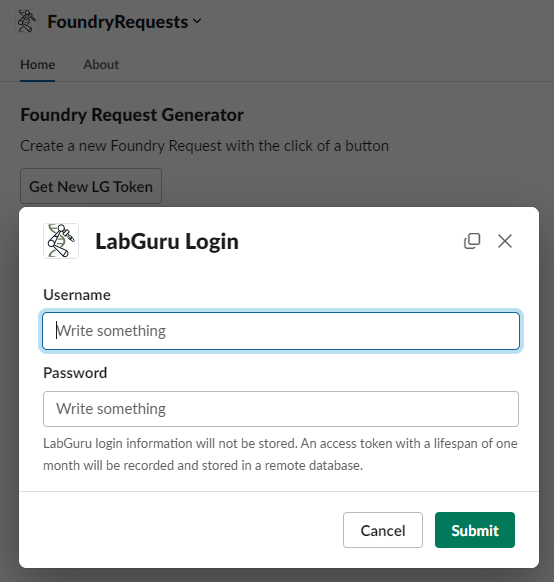 FoundryRequests
Home
About
Foundry Request Generator
Create a new Foundry Request with the click of a button
Get New LG Token
LabGuru Login
Username
Write something
Password
Write something
LabGuru login information will not be stored. An access token with a lifespan of one
month will be recorded and stored in a remote database.
Cancel
Submit